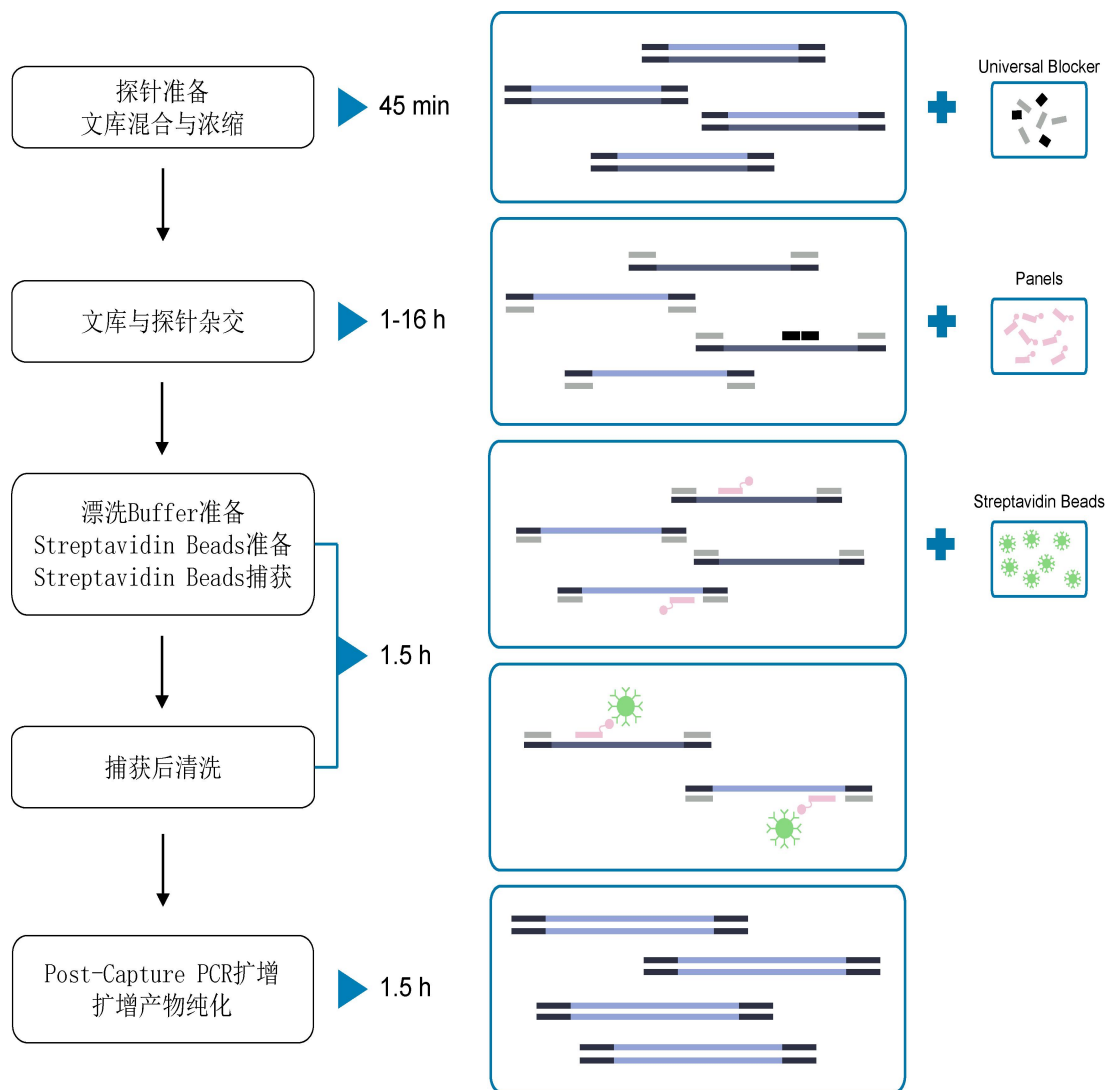 探针准备
文库混合与浓缩
45 min
Universal Blocker
文库与探针杂交
1-16 h
Panels
漂洗Buffer准备
Streptavidin Beads准备
Streptavidin Beads捕获
Streptavidin Beads
1.5 h
捕获后清洗
Post-Capture PCR扩增
扩增产物纯化
1.5 h